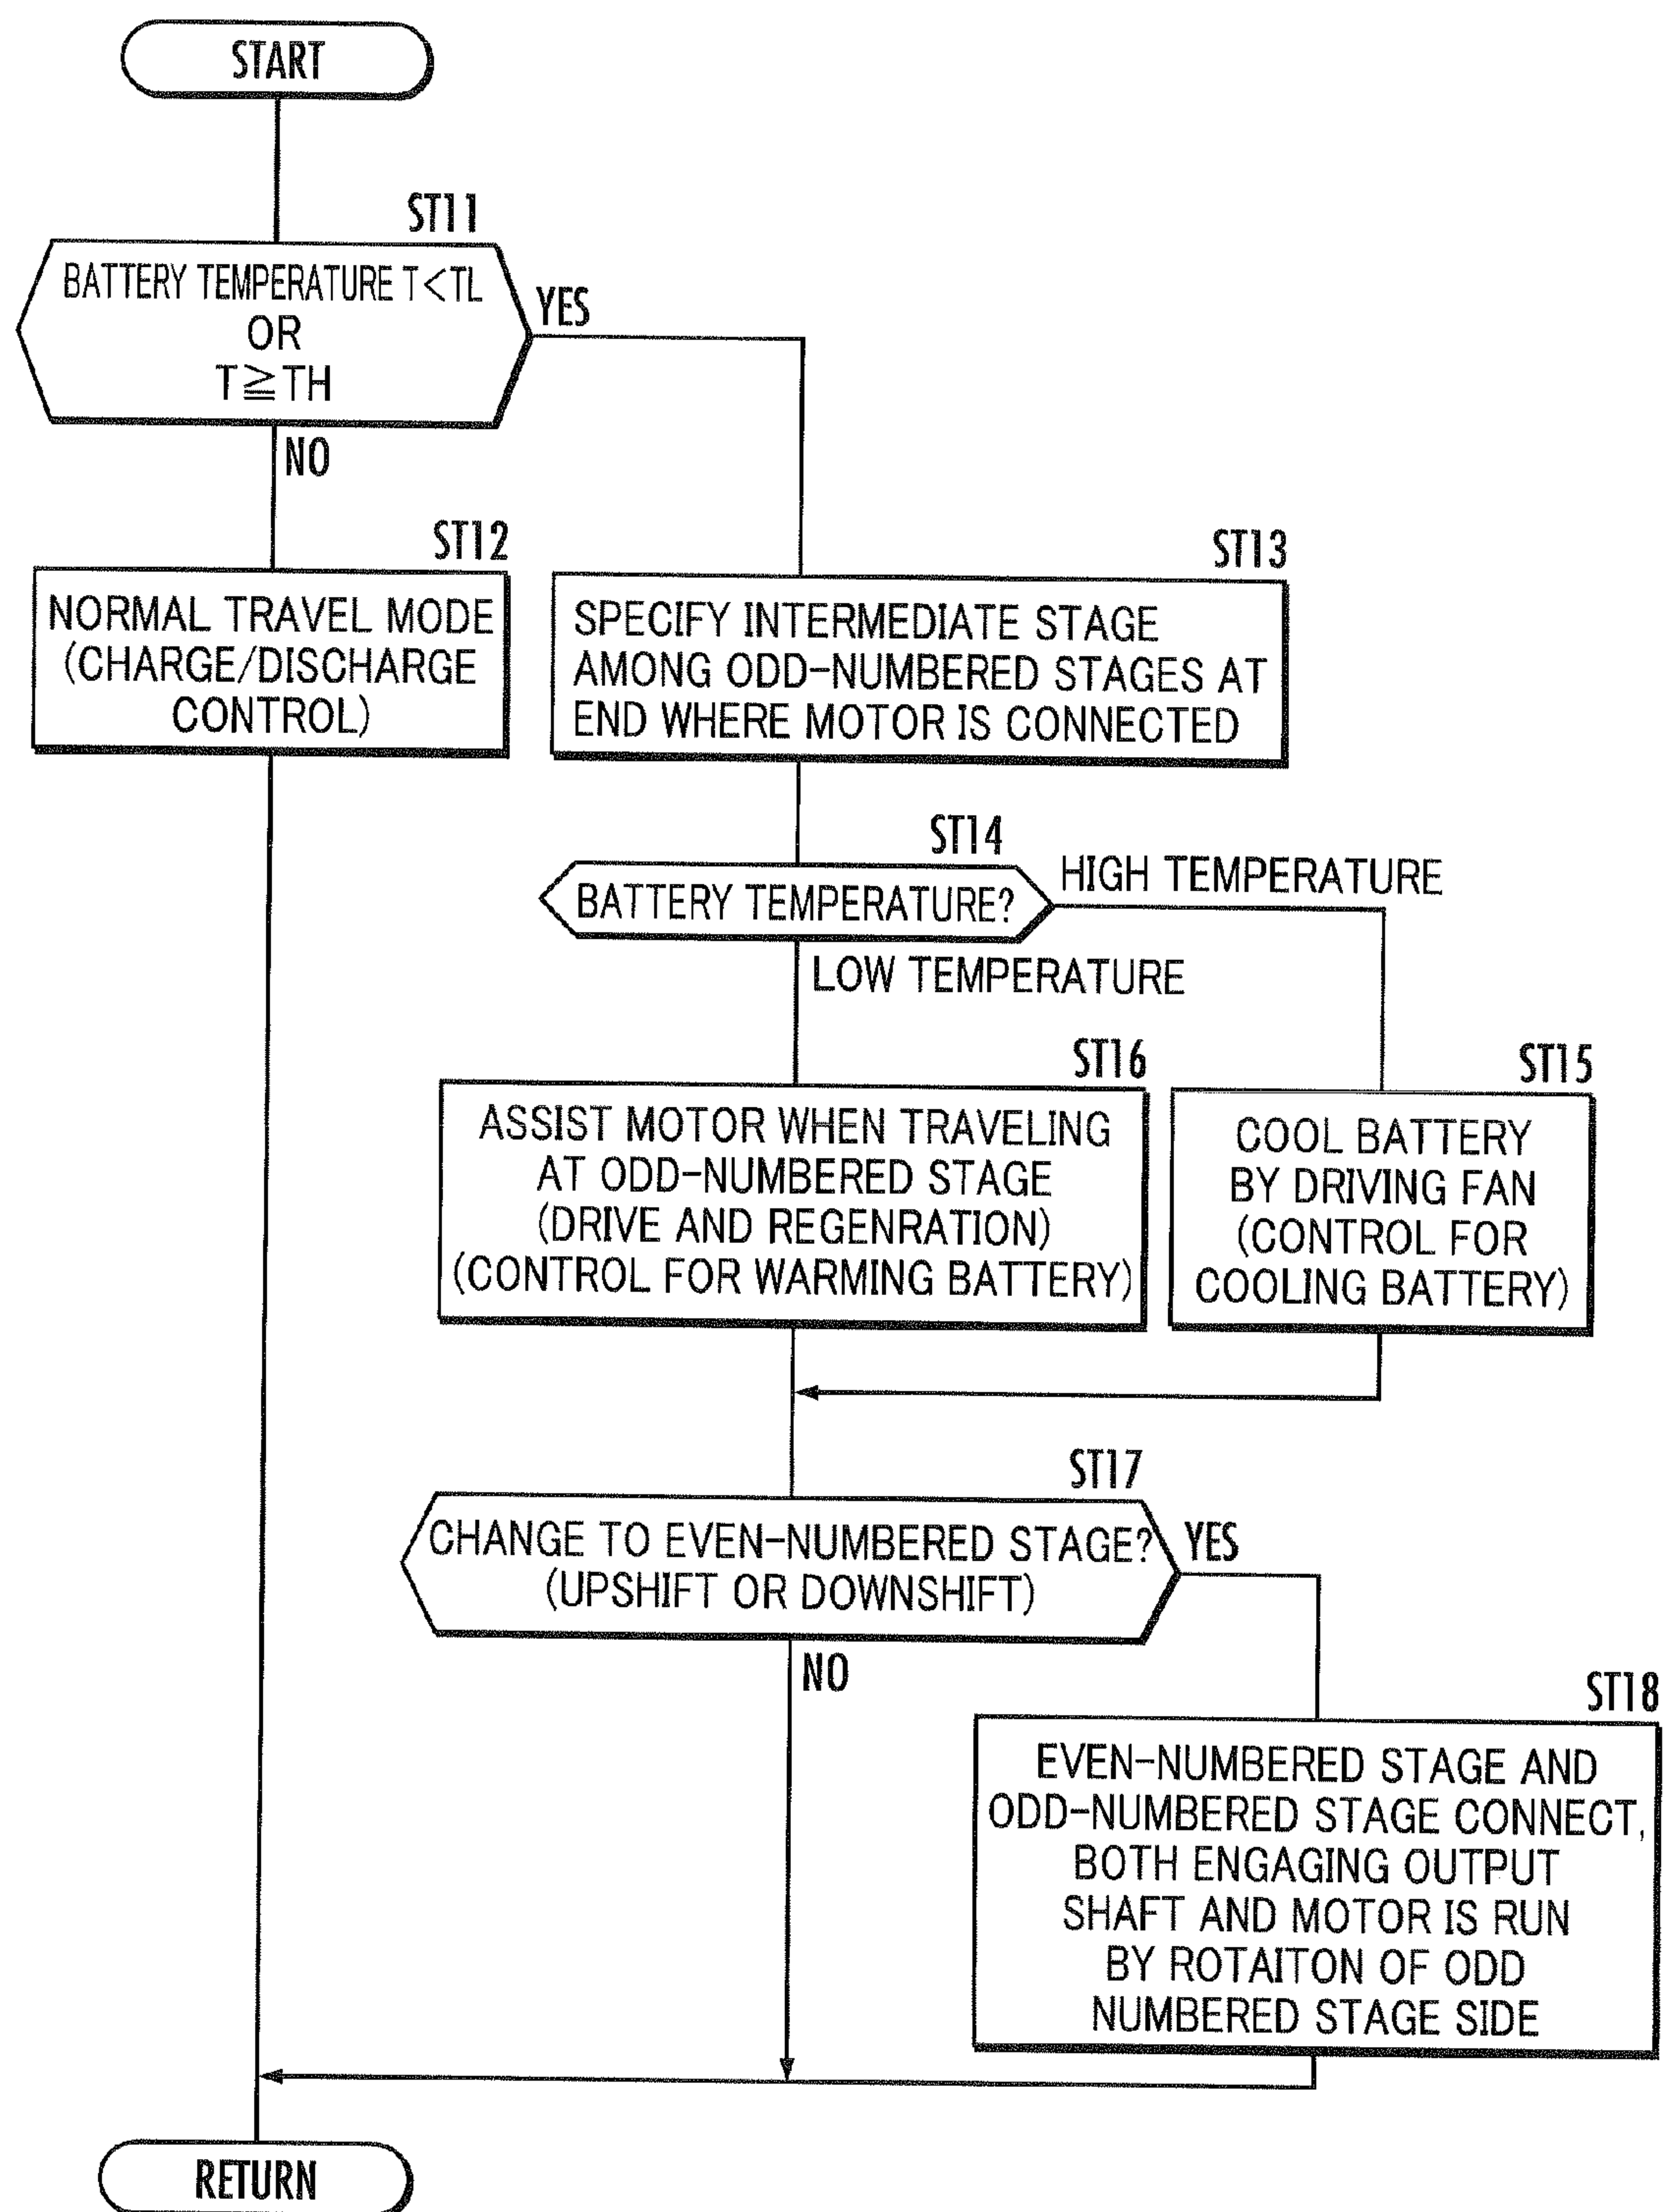 START
ST11
BATTERY TEMPERATURE T<TL
OR
T≧TH
YES
NO
ST12
NORMAL TRAVEL MODE
(CHARGE/DISCHARGE
CONTROL)
ST13
SPECIFY INTERMEDIATE STAGE
AMONG ODD-NUMBERED STAGES AT
END WHERE MOTOR IS CONNECTED
ST14
BATTERY TEMPERATURE?
HIGH TEMPERATURE
LOW TEMPERATURE
ST16
ASSIST MOTOR WHEN TRAVELING
AT ODD-NUMBERED STAGE
(DRIVE AND REGENRATION)
(CONTROL FOR WARMING BATTERY)
ST15
COOL BATTERY
BY DRIVING FAN
(CONTROL FOR
COOLING BATTERY)
ST17
CHANGE TO EVEN-NUMBERED STAGE?
(UPSHIFT OR DOWNSHIFT)
YES
NO
ST18
EVEN-NUMBERED STAGE AND
ODD-NUMBERED STAGE CONNECT,
BOTH ENGAGING OUTPUT
SHAFT AND MOTOR IS RUN
BY ROTAITON OF ODD
NUMBERED STAGE SIDE
RETURN